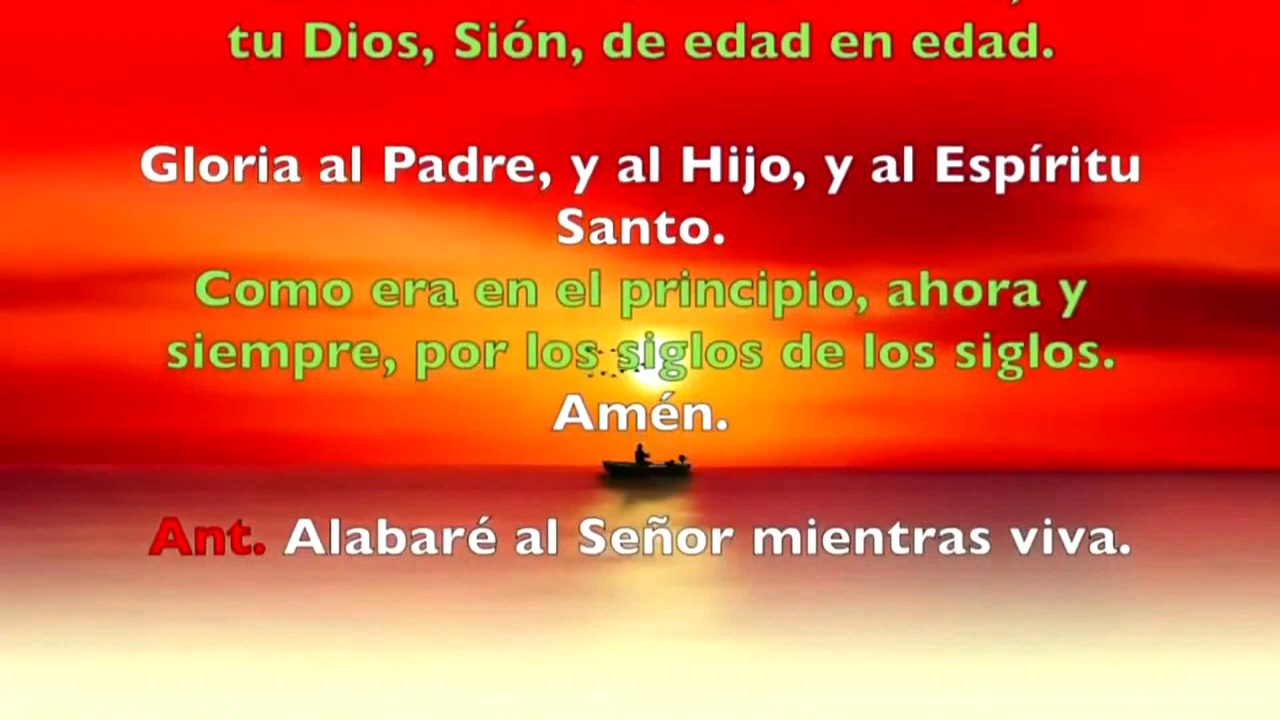 tu Dios, Sión, de edad en edad.
Gloria al Padre, y al Hijo, y al Espíritu
Santo.
Como era en el principio, ahora y
siempre, por los siglos de los siglos.
Amén.
Ant. Alabaré al Señor mientras viva.